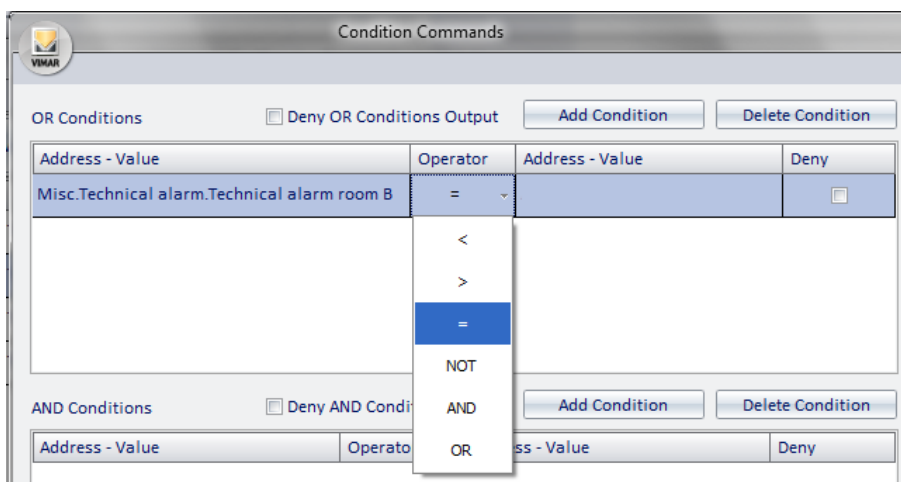 Condition Commands
VIMAR
OR Conditions Deny OR Conditions Output Add Condition Delete Condition
Address - Value Operator Address - Value Deny
Misc.Technical alarm.Technical alarm room B =
<
>
=
NOT
AND Conditions Deny AND Condi AND Add Condition Delete Condition
Address - Value Operato OR ss - Value Deny